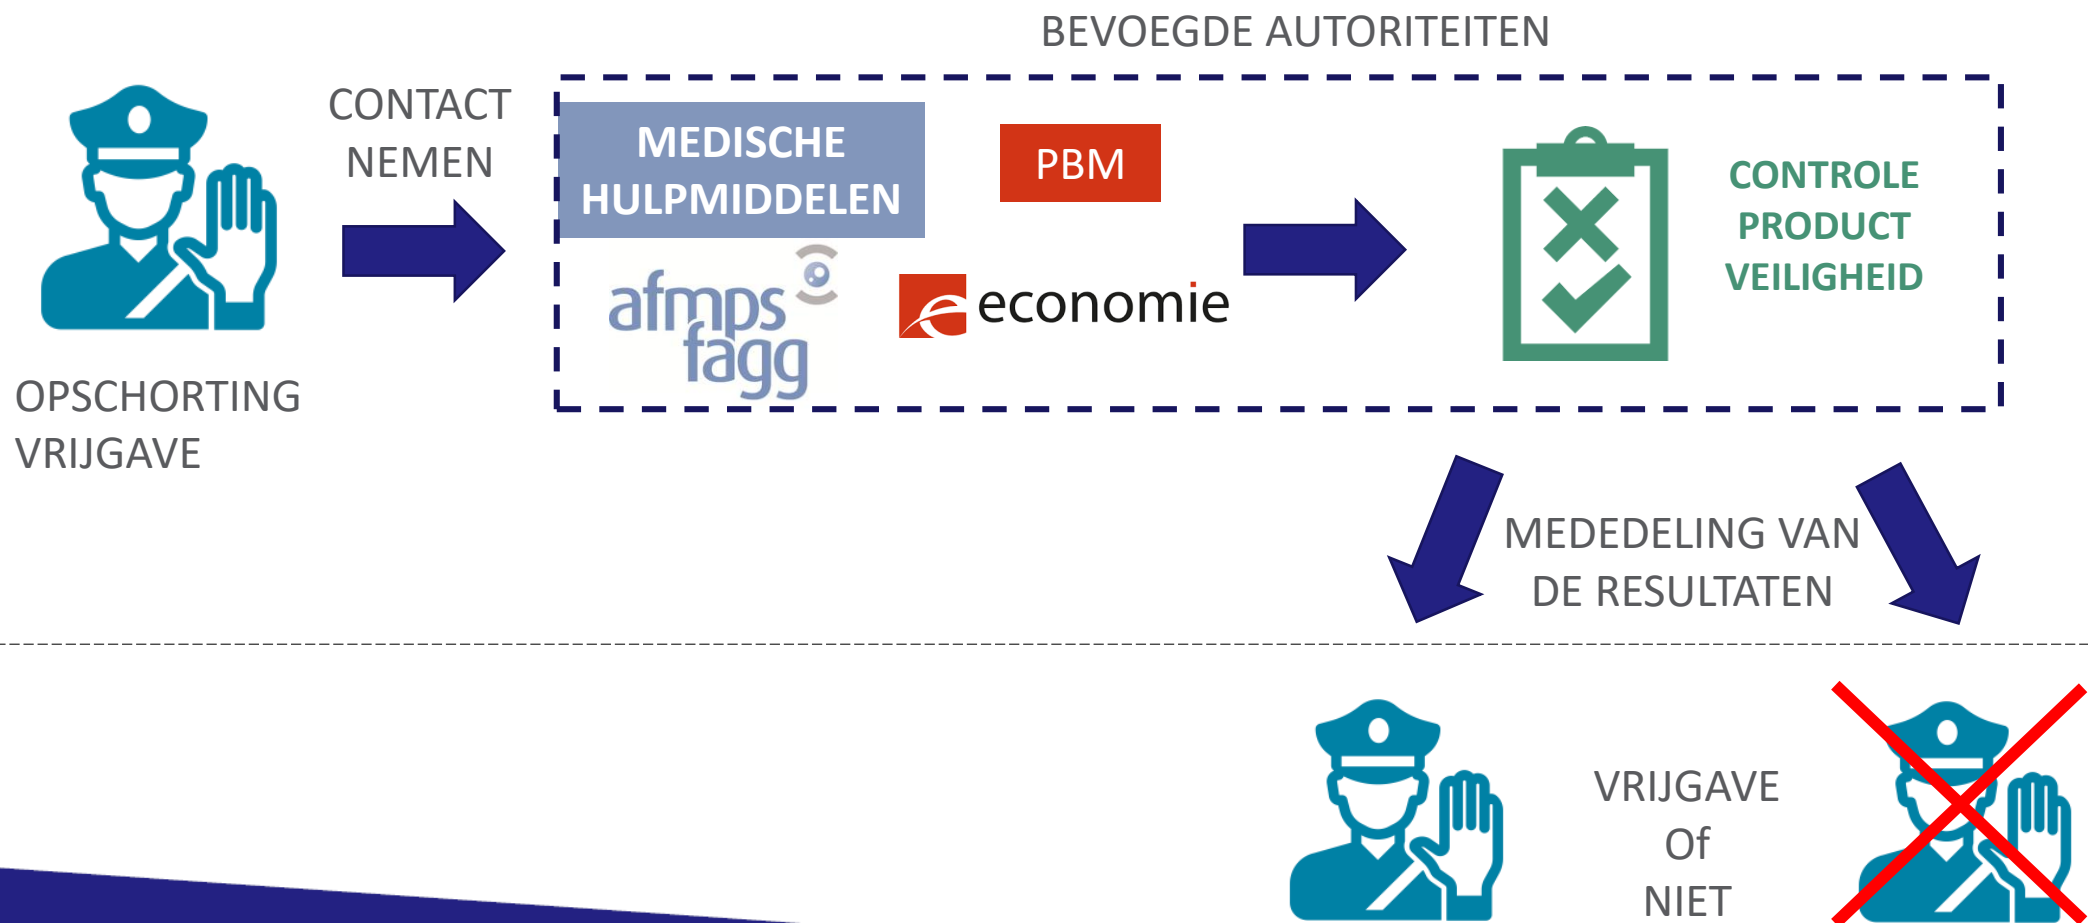 BEVOEGDE AUTORITEITEN
CONTACT
NEMEN
MEDISCHE
HULPMIDDELEN
PBM
CONTROLE
PRODUCT
VEILIGHEID
afmps
fagg
economie
OPSCHORTING
VRIJGAVE
MEDEDELING VAN
DE RESULTATEN
VRIJGAVE
Of
NIET